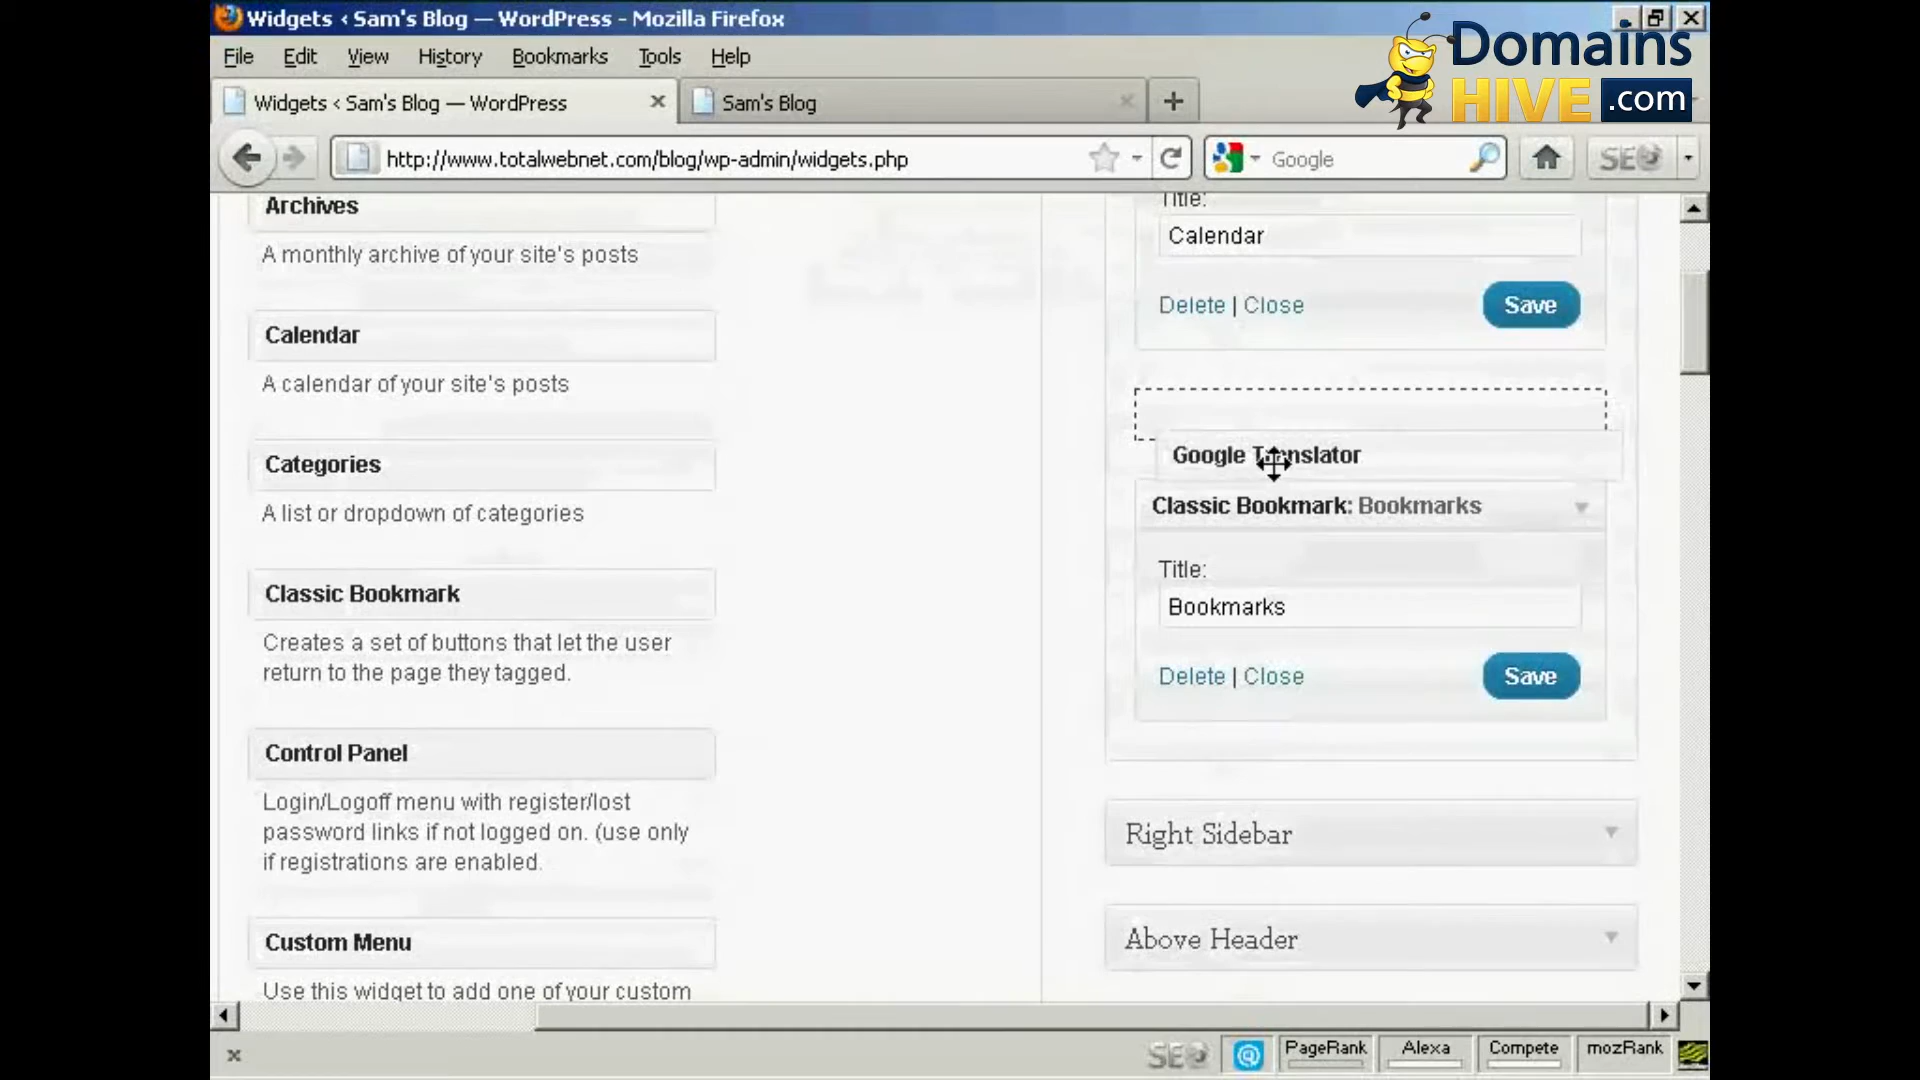 Widgets ‹ Sam's Blog — WordPress - Mozilla Firefox
File Edit View History Bookmarks Tools Help
Domains
HIVE .com
Widgets ‹ Sam's Blog — WordPress
Sam's Blog
http://www.totalwebnet.com/blog/wp-admin/widgets.php
Google
SEO
Archives
A monthly archive of your site's posts
Calendar
A calendar of your site's posts
Categories
A list or dropdown of categories
Classic Bookmark
Creates a set of buttons that let the user
return to the page they tagged.
Control Panel
Login/Logoff menu with register/lost
password links if not logged on. (use only
if registrations are enabled.
Custom Menu
Use this widget to add one of your custom
Title:
Calendar
Delete | Close
Save
Google Translator
Classic Bookmark: Bookmarks
Title:
Bookmarks
Delete | Close
Save
Right Sidebar
Above Header
SEO
PageRank
Alexa
Compete
mozRank